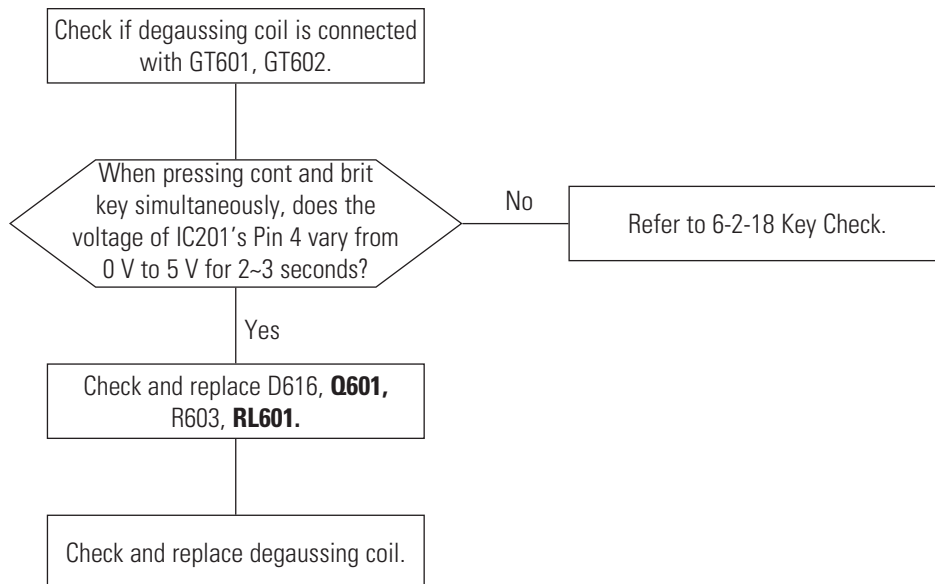 Check if degaussing coil is connected
with GT601, GT602.
When pressing cont and brit
key simultaneously, does the
voltage of IC201's Pin 4 vary from
0 V to 5 V for 2~3 seconds?
No
Refer to 6-2-18 Key Check.
Yes
Check and replace D616, Q601,
R603, RL601.
Check and replace degaussing coil.